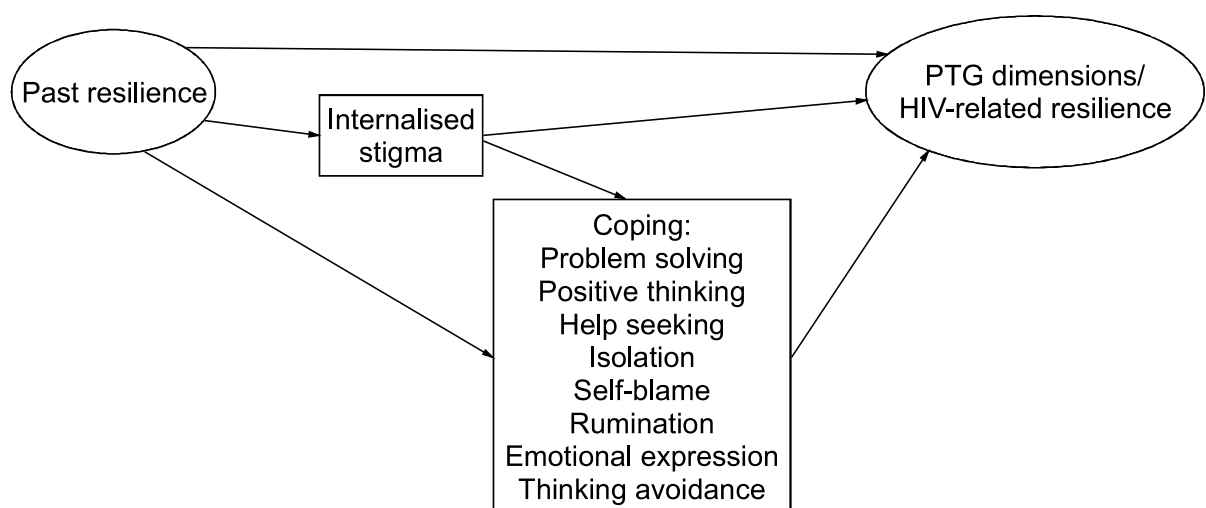 Past resilience
Internalised
stigma
PTG dimensions/
HIV-related resilience
Coping:
Problem solving
Positive thinking
Help seeking
Isolation
Self-blame
Rumination
Emotional expression
Thinking avoidance